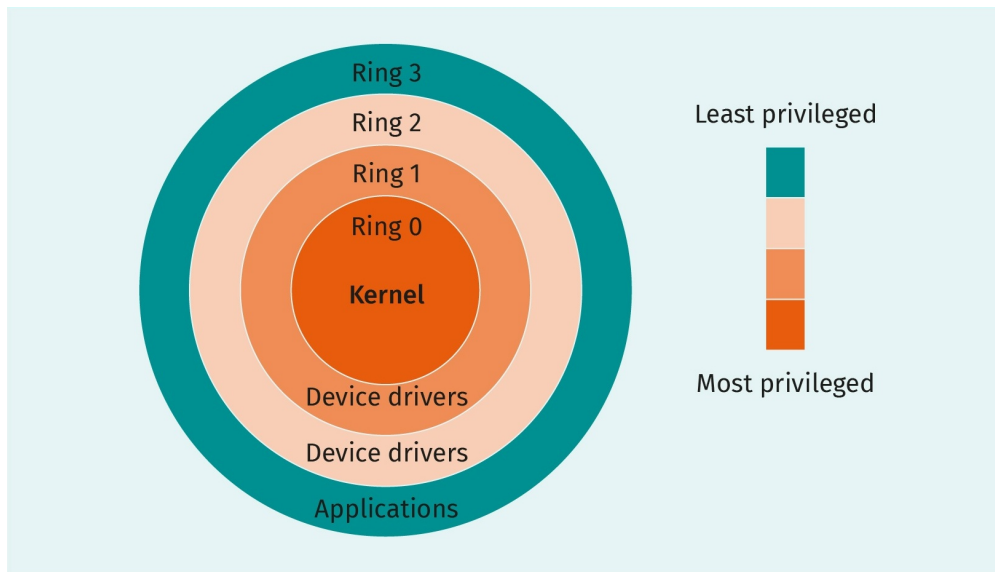 Ring 3
Ring 2
Ring 1
Ring 0
Kernel
Device drivers
Device drivers
Applications
Least privileged
Most privileged